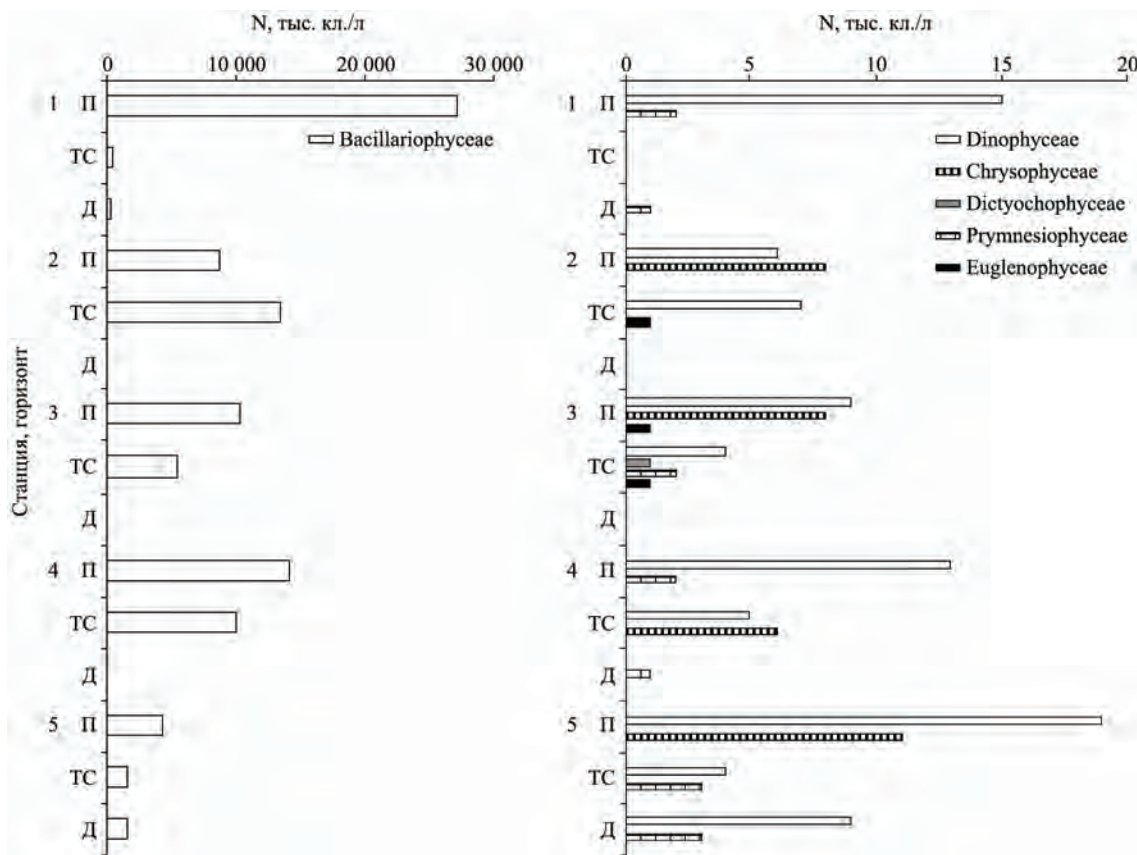 N, тыс. кл./л
0 10 000 20 000 30 000
1 П
Bacillariophyceae
ТС
Д
2 П
ТС
Д
3 П
ТС
Д
4 П
ТС
Д
5 П
ТС
Д
Станция, горизонт
N, тыс. кл./л
0 5 10 15 20
1 П
Dinophyceae
ТС
Chrysophyceae
Dictyochophyceae
Д
Prymnesiophyceae
2 П
Euglenophyceae
ТС
Д
3 П
ТС
Д
4 П
ТС
Д
5 П
ТС
Д